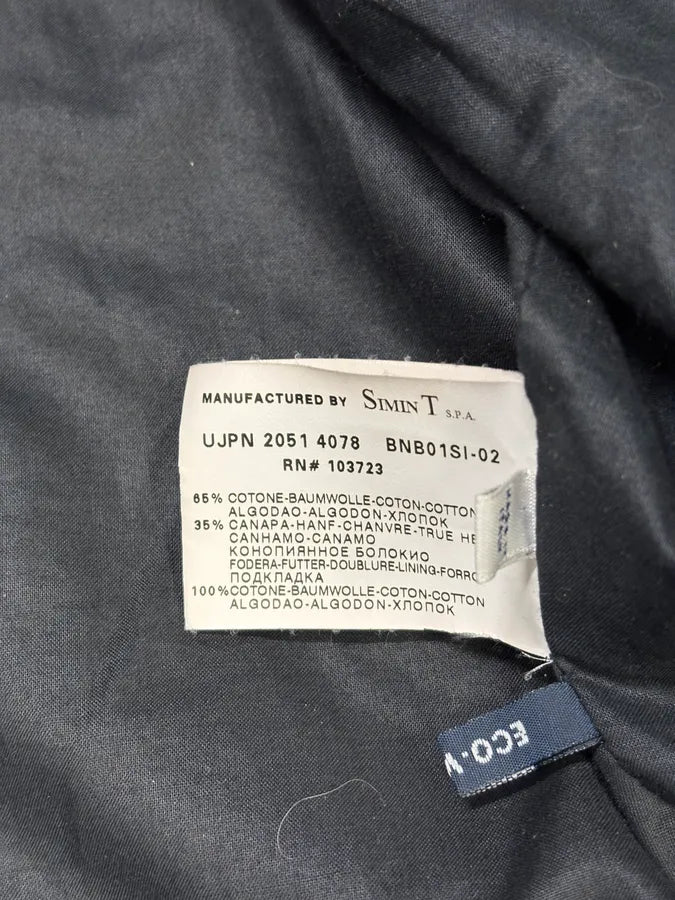 MANUFACTURED BY SIMINT S.P.A.
UJPN 2051 4078 BNB01SI-02
RN# 103723
65% COTONE-BAUMWOLLE-COTON-COTTON
ALGODAO-ALGODON-ХЛОПОК
35% CANAPA-HANF-CHANVRE-TRUE HE
CANHAMO-CANAMO
КОНОПИЯННОЕ БОЛОКИО
FODERA-FUTTER-DOUBLURE-LINING-FORRO
ПОДКЛАДКА
100% COTONE-BAUMWOLLE-COTON-COTTON
ALGODAO-ALGODON-ХЛОПОК
ECO-